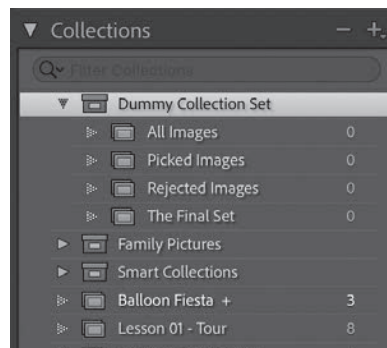 Collections
Filter Collections
Dummy Collection Set
All Images 0
Picked Images 0
Rejected Images 0
The Final Set 0
Family Pictures
Smart Collections
Balloon Fiesta + 3
Lesson 01 - Tour 8